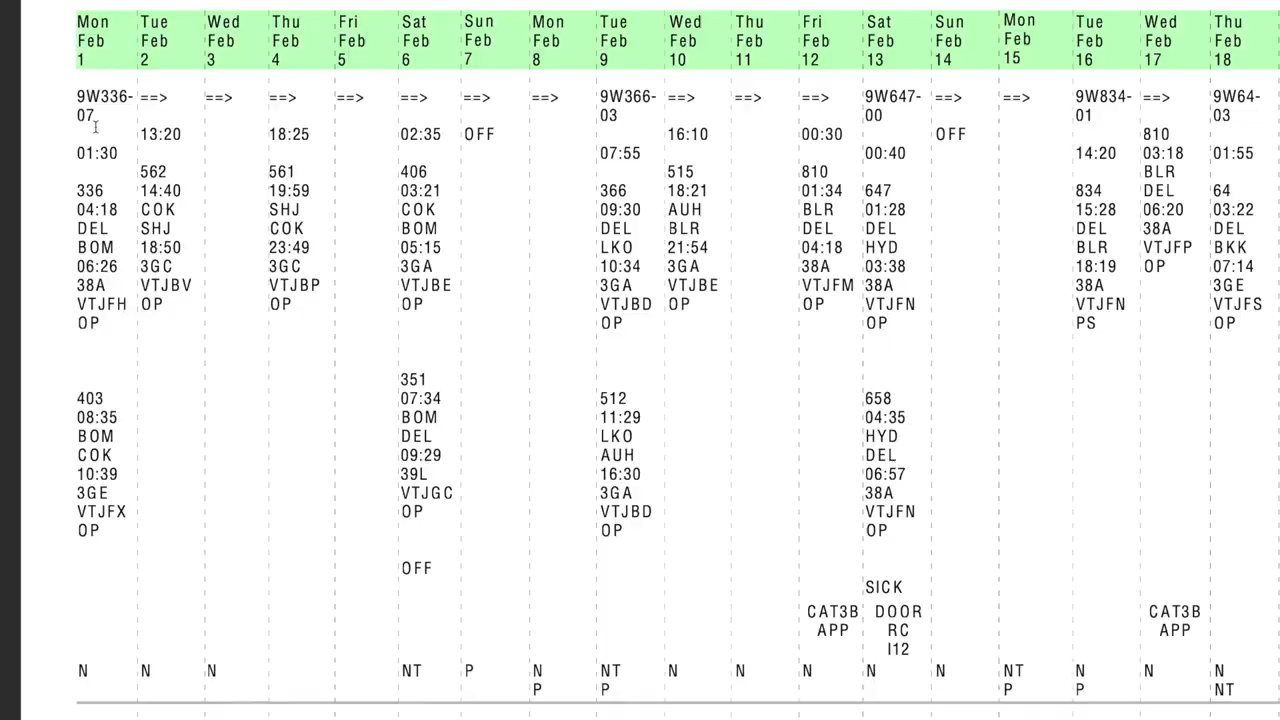 Mon Tue Wed Thu Fri Sat Sun Mon Tue Wed Thu Fri Sat Sun Mon Tue Wed Thu
Feb Feb Feb Feb Feb Feb Feb Feb Feb Feb Feb Feb Feb Feb Feb Feb Feb Feb
1 2 3 4 5 6 7 8 9 10 11 12 13 14 15 16 17 18
9W336- ==> ==> ==> ==> ==> ==> ==> 9W366- ==> ==> ==> 9W647- ==> ==> 9W834- ==> 9W64-
07 03 00 01 03
13:20 18:25 02:35 OFF 16:10 00:30 OFF 810
01:30 07:55 00:40 14:20 03:18 01:55
562 561 406 515 810 BLR
336 14:40 19:59 03:21 366 18:21 01:34 647 834 DEL 64
04:18 COK SHJ COK 09:30 AUH BLR 01:28 15:28 06:20 03:22
DEL SHJ COK BOM DEL BLR DEL DEL DEL 38A DEL
BOM 18:50 23:49 05:15 LKO 21:54 04:18 HYD BLR VTJFP BKK
06:26 3GC 3GC 3GA 10:34 3GA 38A 03:38 18:19 OP 07:14
38A VTJBV VTJBP VTJBE 3GA VTJBE VTJFM 38A 38A 3GE
VTJFH OP OP OP VTJBD OP OP VTJFN VTJFN VTJFS
OP OP OP PS OP
351
403 07:34 512 658
08:35 BOM 11:29 04:35
BOM DEL LKO HYD
COK 09:29 AUH DEL
10:39 39L 16:30 06:57
3GE VTJGC 3GA 38A
VTJFX OP VTJBD VTJFN
OP OP OP
OFF
SICK
CAT3B DOOR CAT3B
APP RC APP
I12
N N N NT P N NT N N N N N NT N N N
P P P P NT